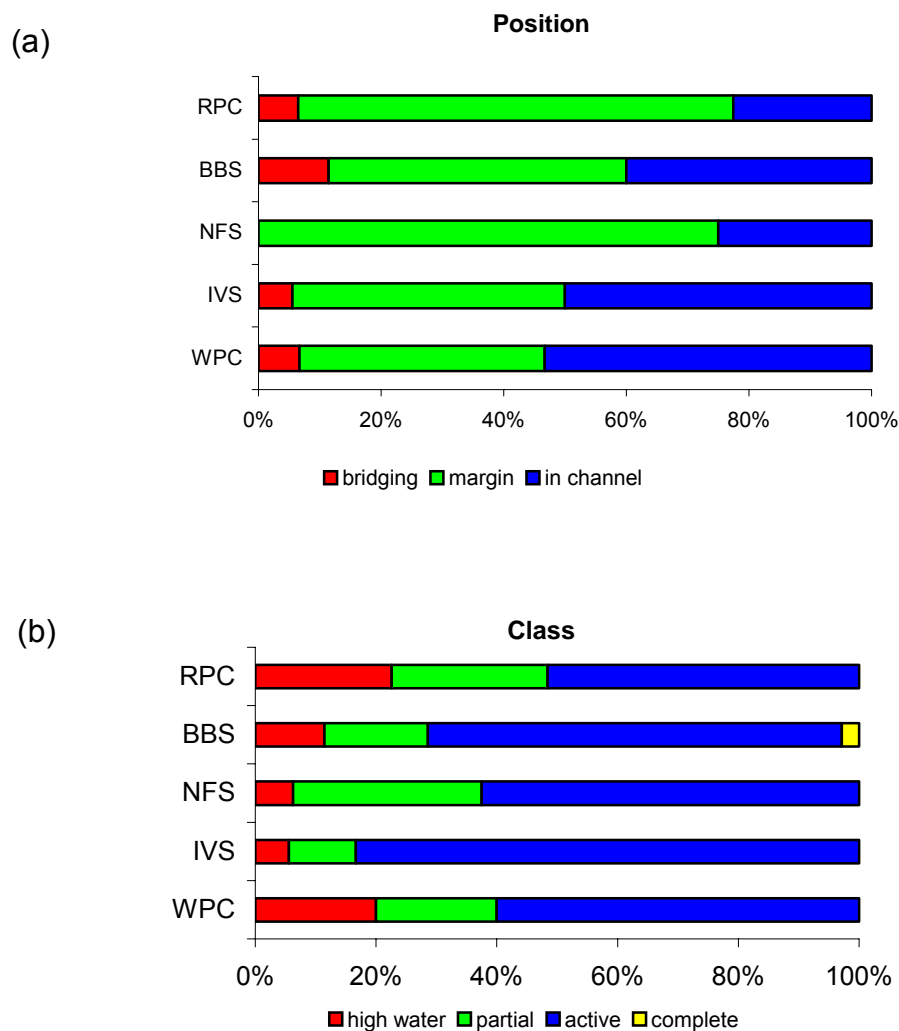 (a)
Position
RPC
BBS
NFS
IVS
WPC
0% 20% 40% 60% 80% 100%
bridging margin in channel
(b)
Class
RPC
BBS
NFS
IVS
WPC
0% 20% 40% 60% 80% 100%
high water partial active complete